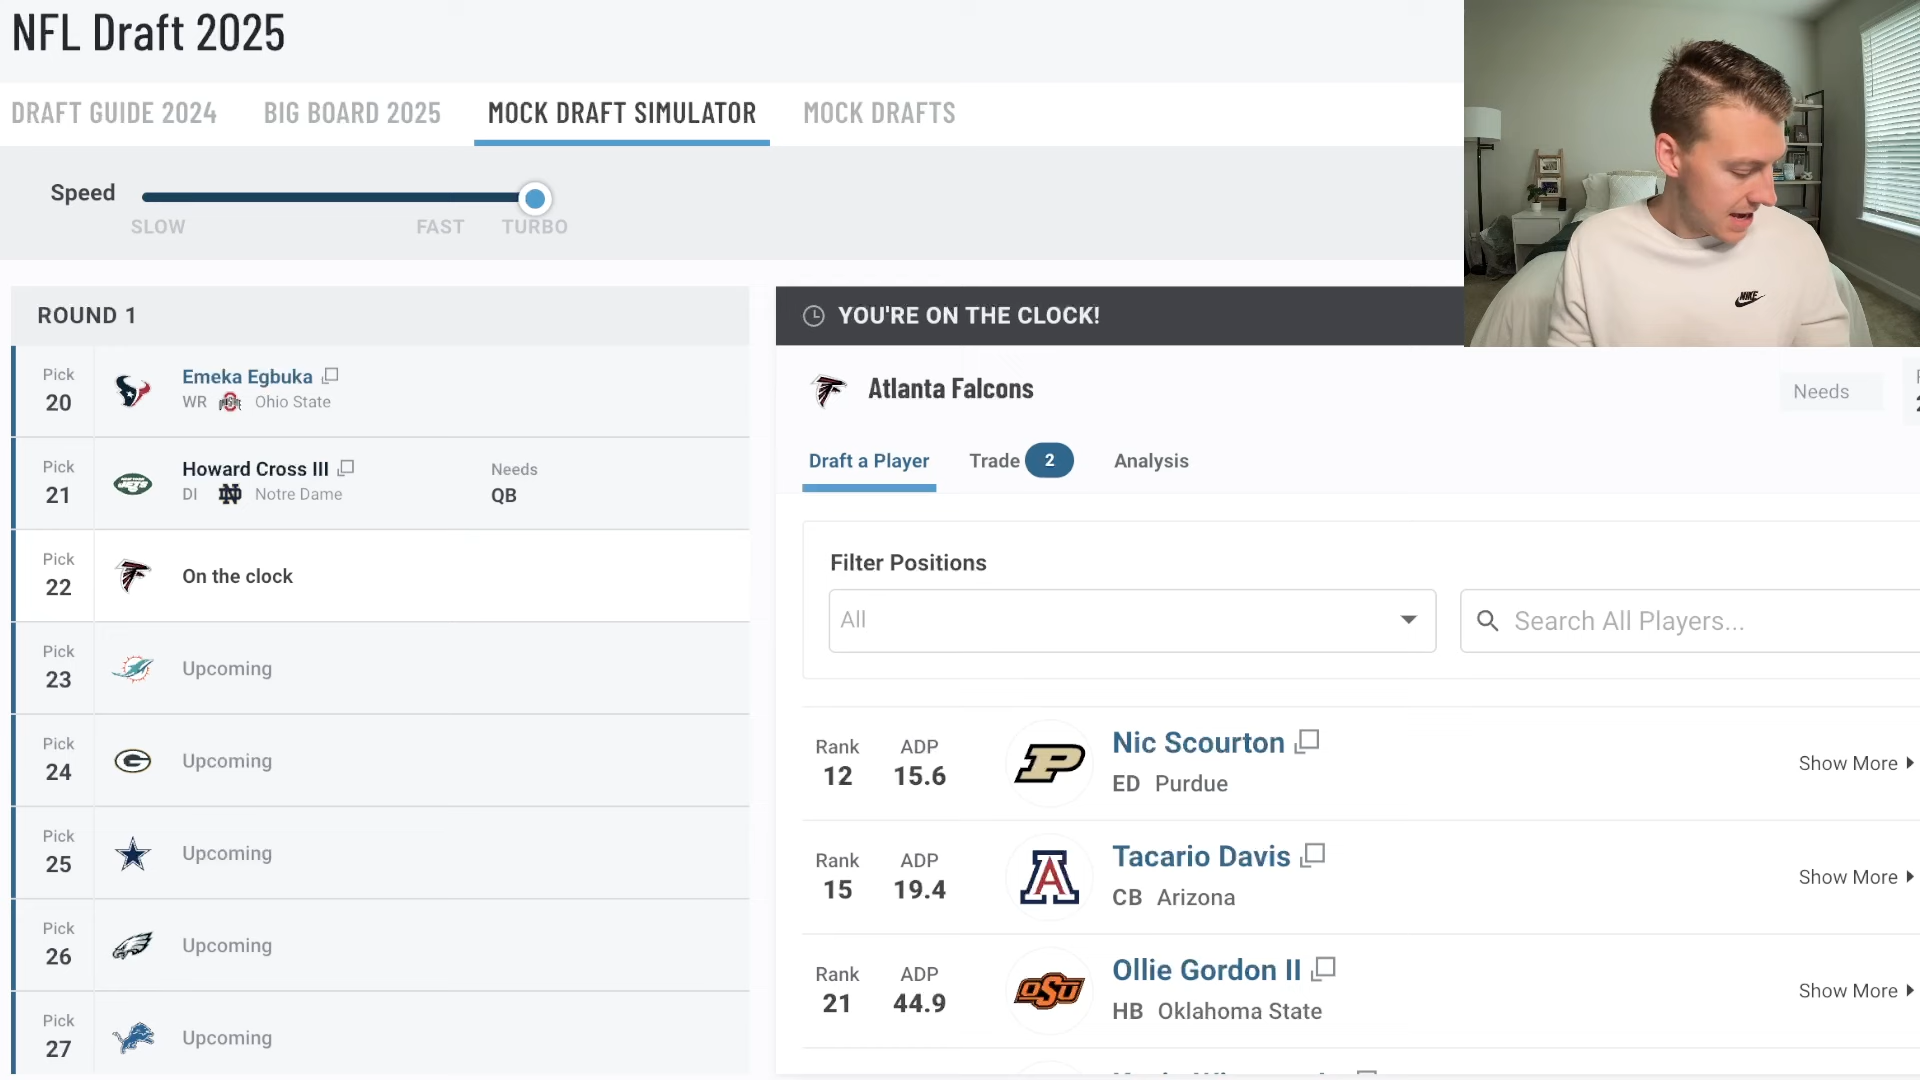 NFL Draft 2025
DRAFT GUIDE 2024 BIG BOARD 2025 MOCK DRAFT SIMULATOR MOCK DRAFTS
Speed
SLOW FAST TURBO
ROUND 1
Pick 20 Emeka Egbuka
WR Ohio State
Pick 21 Howard Cross III
DI ND Notre Dame
Needs
QB
Pick 22 On the clock
Pick 23 Upcoming
Pick 24 Upcoming
Pick 25 Upcoming
Pick 26 Upcoming
Pick 27 Upcoming
YOU'RE ON THE CLOCK!
Atlanta Falcons
Needs
Draft a Player Trade 2 Analysis
Filter Positions
All
Search All Players...
Rank 12 ADP 15.6
P
Nic Scourton
ED Purdue
Show More
Rank 15 ADP 19.4
A
Tacario Davis
CB Arizona
Show More
Rank 21 ADP 44.9
OSU
Ollie Gordon II
HB Oklahoma State
Show More
NIKE